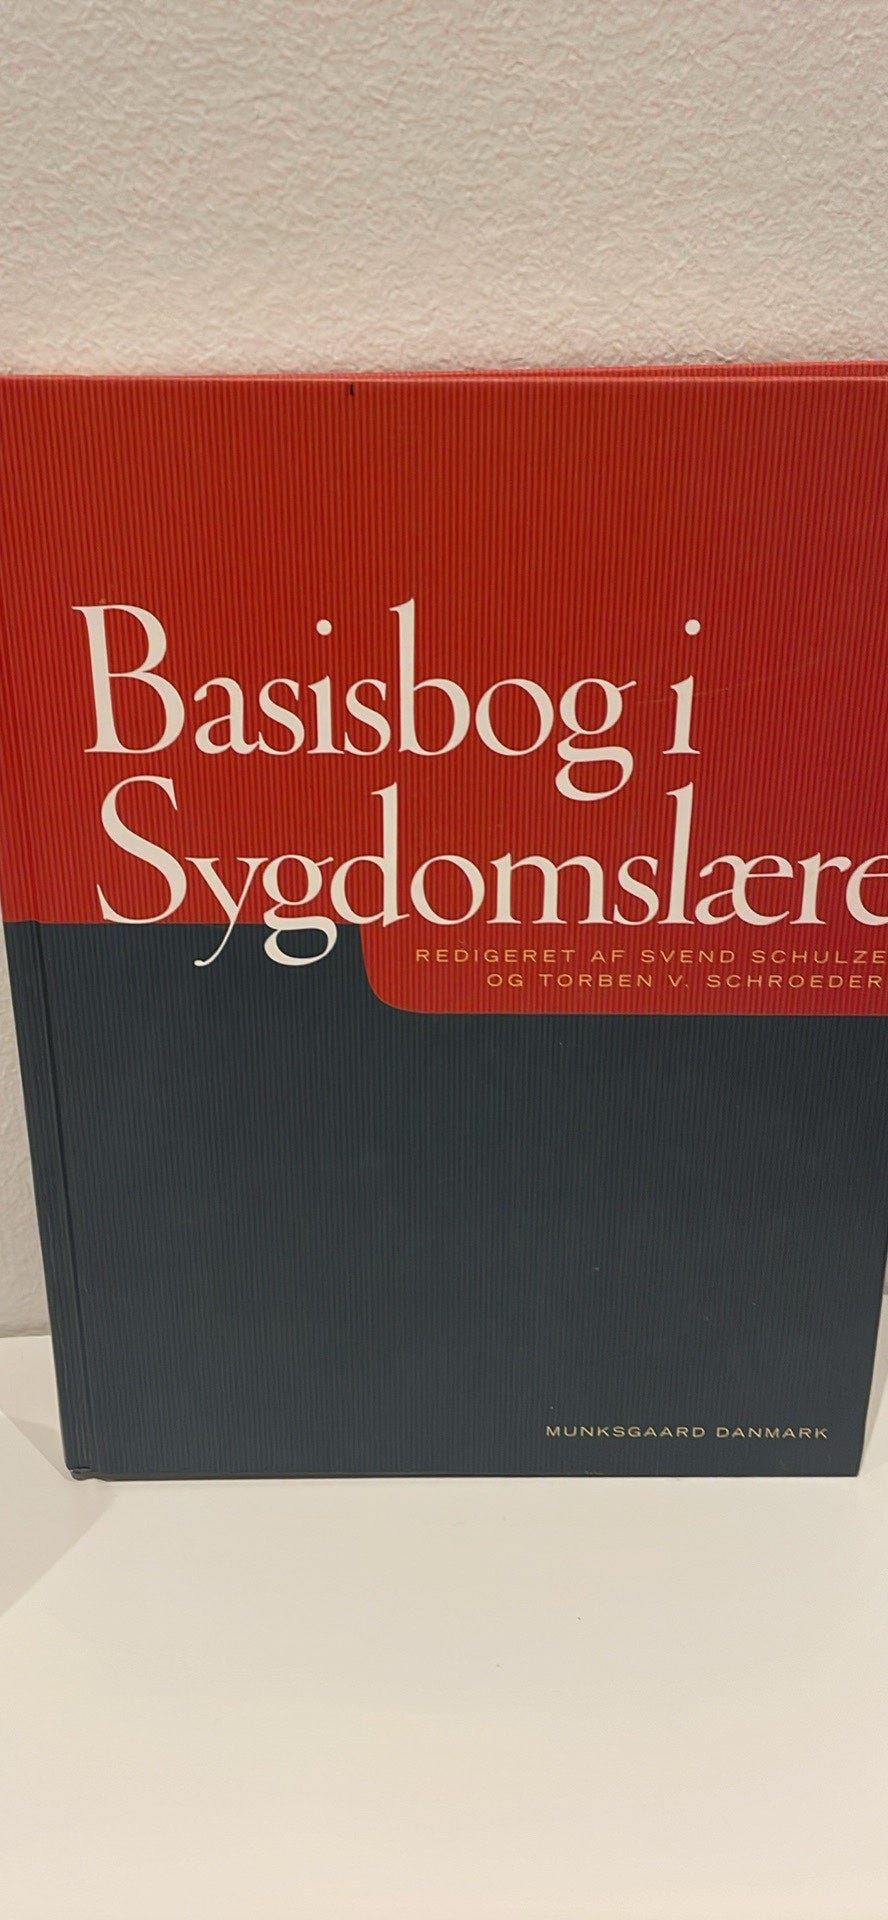 Basisbog i
Sygdomslære
REDIGERET AF SVEND SCHULZE
OG TORBEN V. SCHROEDER
MUNKSGAARD DANMARK